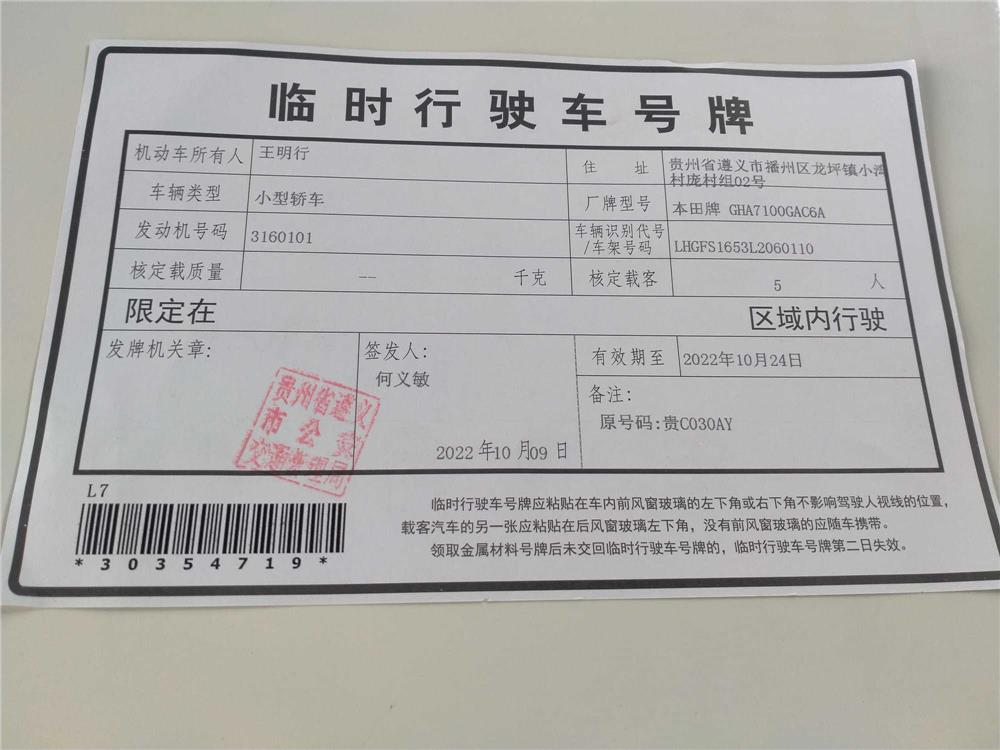 临时行驶车号牌
机动车所有人 王明行 住 址 贵州省遵义市播州区龙坪镇小湾
村庞村组02号
车辆类型 小型轿车 厂牌型号 本田牌 GHA7100GAC6A
发动机号码 3160101 车辆识别代号
/车架号码 LHGFS1653L2060110
核定载质量 -- 千克 核定载客 5 人
限定在 区域内行驶
发牌机关章: 签发人: 有效期至 2022年10月24日
何义敏 备注:
贵州省遵义 原号码:贵C030AY
市公安
交通管理局
2022 年10 月09 日
L7
*30354719*
临时行驶车号牌应粘贴在车内前风窗玻璃的左下角或右下角不影响驾驶人视线的位置,
载客汽车的另一张应粘贴在后风窗玻璃左下角，没有前风窗玻璃的应随车携带。
领取金属材料号牌后未交回临时行驶车号牌的，临时行驶车号牌第二日失效。